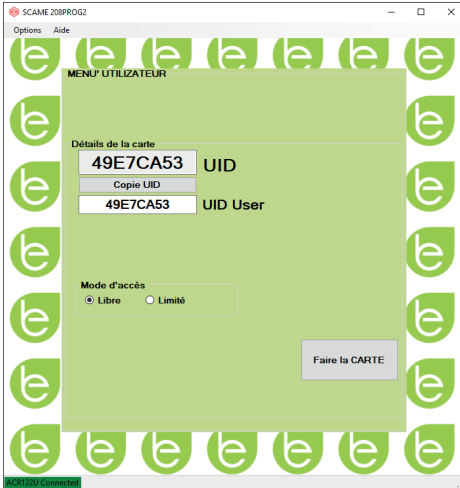 SCAME 208PROG2
Options Aide
MENU' UTILIZATEUR
Détails de la carte
49E7CA53 UID
Copie UID
49E7CA53 UID User
Mode d'accès
Libre Limité
Faire la CARTE
ACR122U Connected